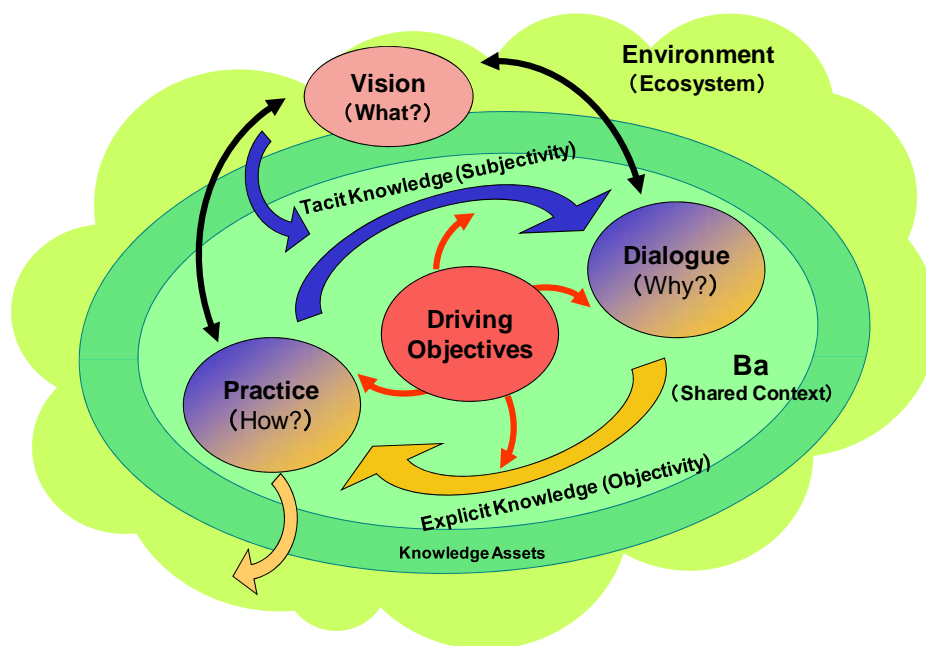 Environment
（Ecosystem）
Vision
（What?）
Tacit Knowledge (Subjectivity)
Dialogue
（Why?）
Driving
Objectives
Ba
（Shared Context）
Practice
（How?）
Explicit Knowledge (Objectivity)
Knowledge Assets